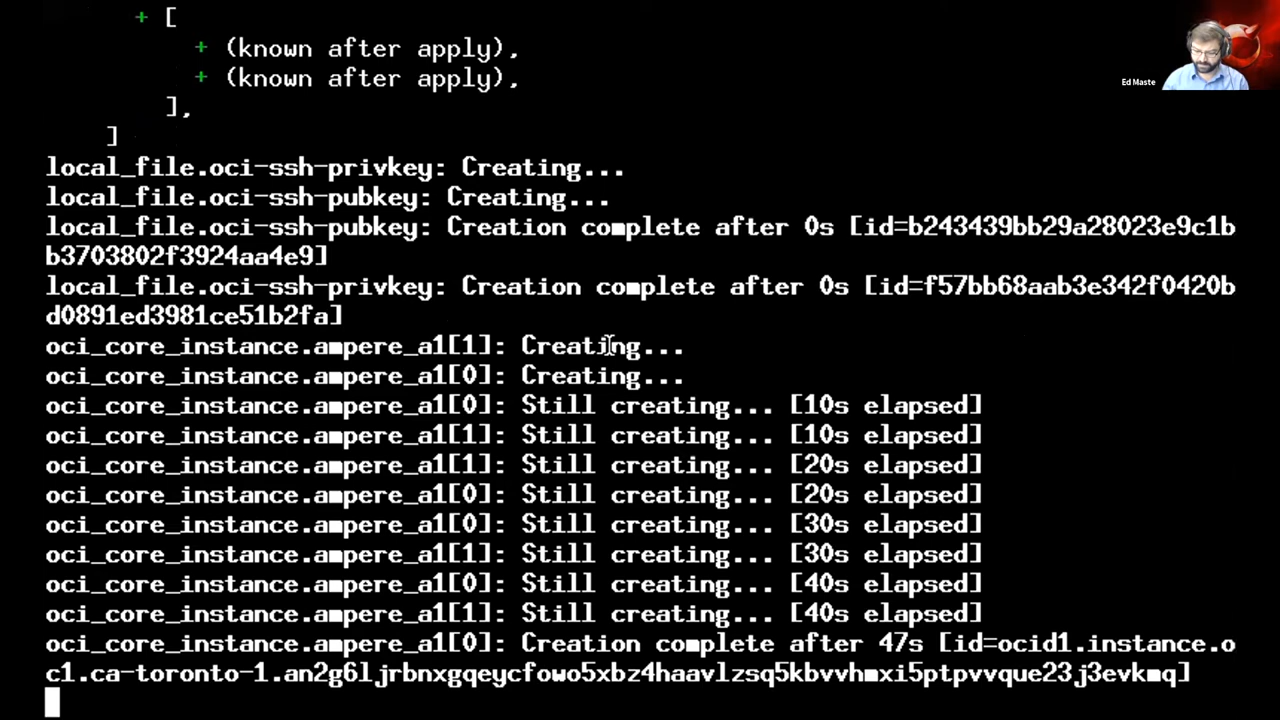 + [
+ (known after apply),
+ (known after apply),
],
]
local_file.oci-ssh-privkey: Creating...
local_file.oci-ssh-pubkey: Creating...
local_file.oci-ssh-pubkey: Creation complete after 0s [id=b243439bb29a28023e9c1b
b3703802f3924aa4e9]
local_file.oci-ssh-privkey: Creation complete after 0s [id=f57bb68aab3e342f0420b
d0891ed3981ce51b2fa]
oci_core_instance.ampere_a1[1]: Creating...
oci_core_instance.ampere_a1[0]: Creating...
oci_core_instance.ampere_a1[0]: Still creating... [10s elapsed]
oci_core_instance.ampere_a1[1]: Still creating... [10s elapsed]
oci_core_instance.ampere_a1[1]: Still creating... [20s elapsed]
oci_core_instance.ampere_a1[0]: Still creating... [20s elapsed]
oci_core_instance.ampere_a1[0]: Still creating... [30s elapsed]
oci_core_instance.ampere_a1[1]: Still creating... [30s elapsed]
oci_core_instance.ampere_a1[0]: Still creating... [40s elapsed]
oci_core_instance.ampere_a1[1]: Still creating... [40s elapsed]
oci_core_instance.ampere_a1[0]: Creation complete after 47s [id=ocid1.instance.o
c1.ca-toronto-1.an2g6ljrbnxgqeycfowo5xbz4haavlzsq5kbvvhmxi5ptpvvque23j3evkmq]
Ed Maste